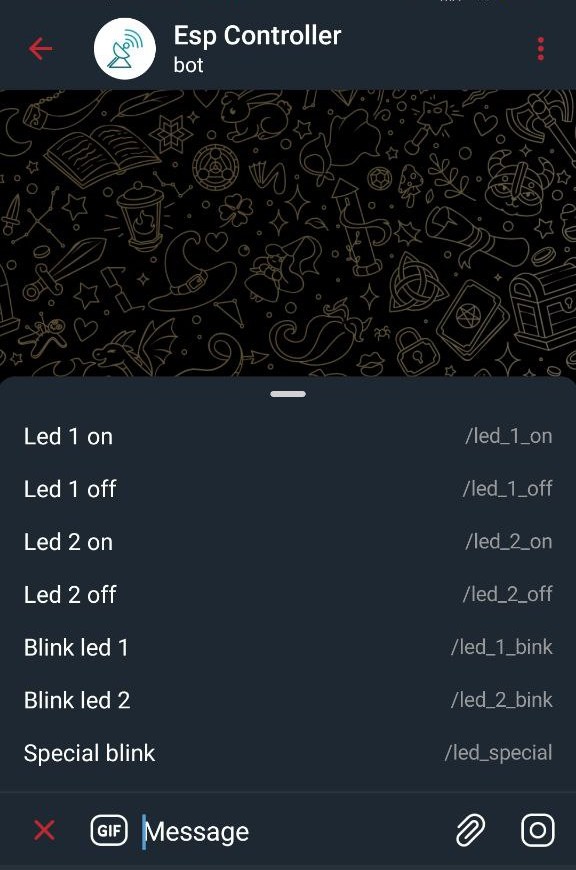 Esp Controller
bot
Led 1 on /led_1_on
Led 1 off /led_1_off
Led 2 on /led_2_on
Led 2 off /led_2_off
Blink led 1 /led_1_bink
Blink led 2 /led_2_bink
Special blink /led_special
GIF Message